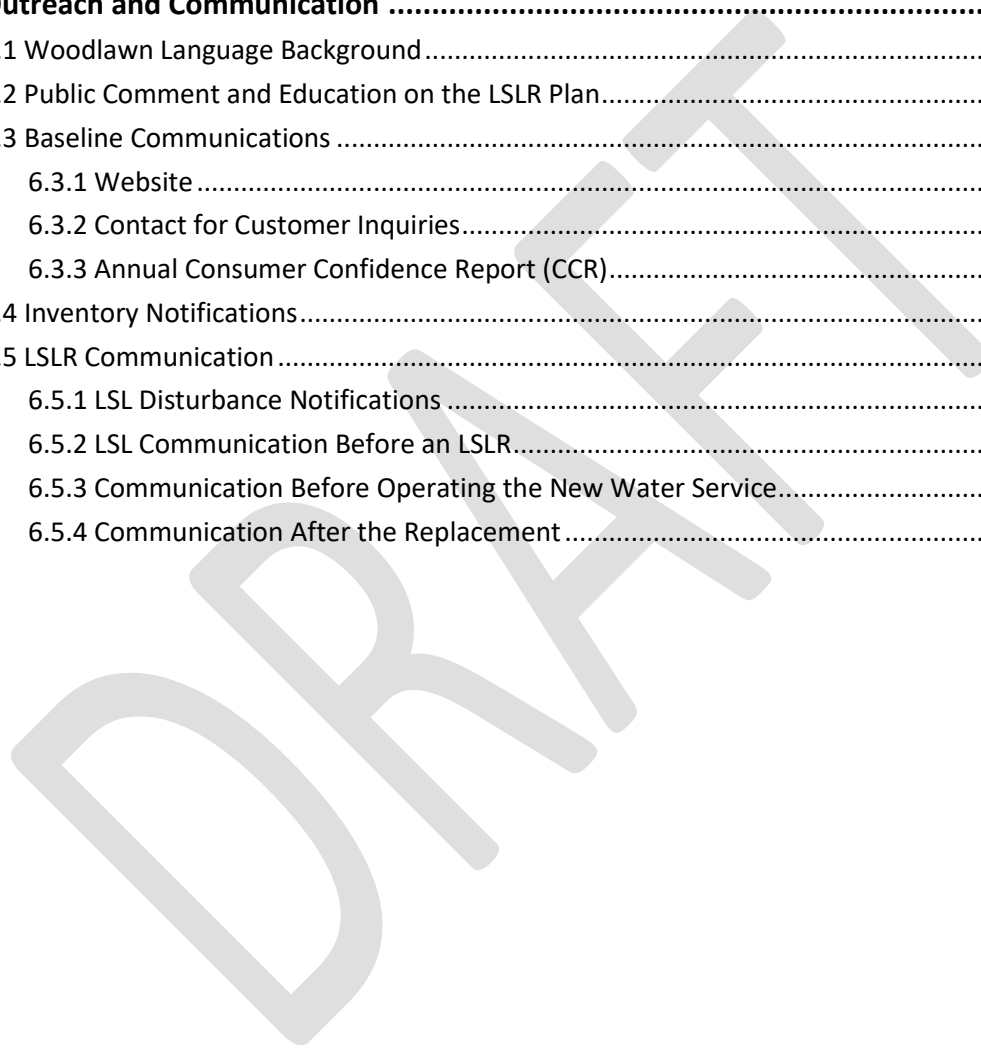 utreach and Communication ........................................................................
.1 Woodlawn Language Background........................................................................
.2 Public Comment and Education on the LSLR Plan................................................
.3 Baseline Communications ..................................................................................
6.3.1 Website.........................................................................................................
6.3.2 Contact for Customer Inquiries...................................................................
6.3.3 Annual Consumer Confidence Report (CCR)...............................................
.4 Inventory Notifications.......................................................................................
.5 LSLR Communication..........................................................................................
6.5.1 LSL Disturbance Notifications......................................................................
6.5.2 LSL Communication Before an LSLR............................................................
6.5.3 Communication Before Operating the New Water Service..........................
6.5.4 Communication After the Replacement......................................................
DRAFT